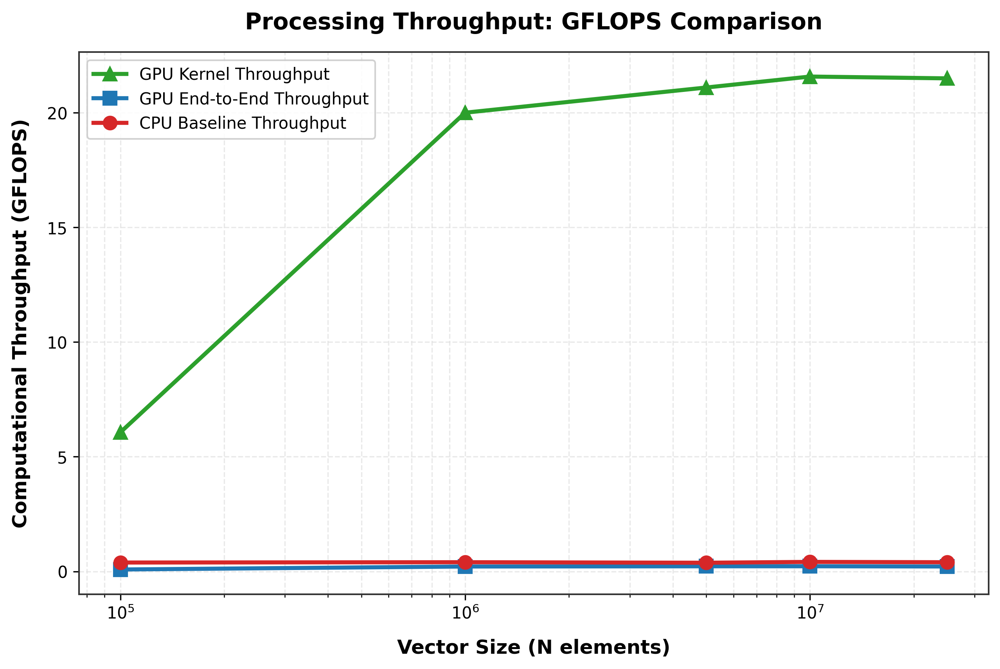 Processing Throughput: GFLOPS Comparison
GPU Kernel Throughput
GPU End-to-End Throughput
CPU Baseline Throughput
Computational Throughput (GFLOPS)
20
15
10
5
0
10⁵
10⁶
10⁷
Vector Size (N elements)